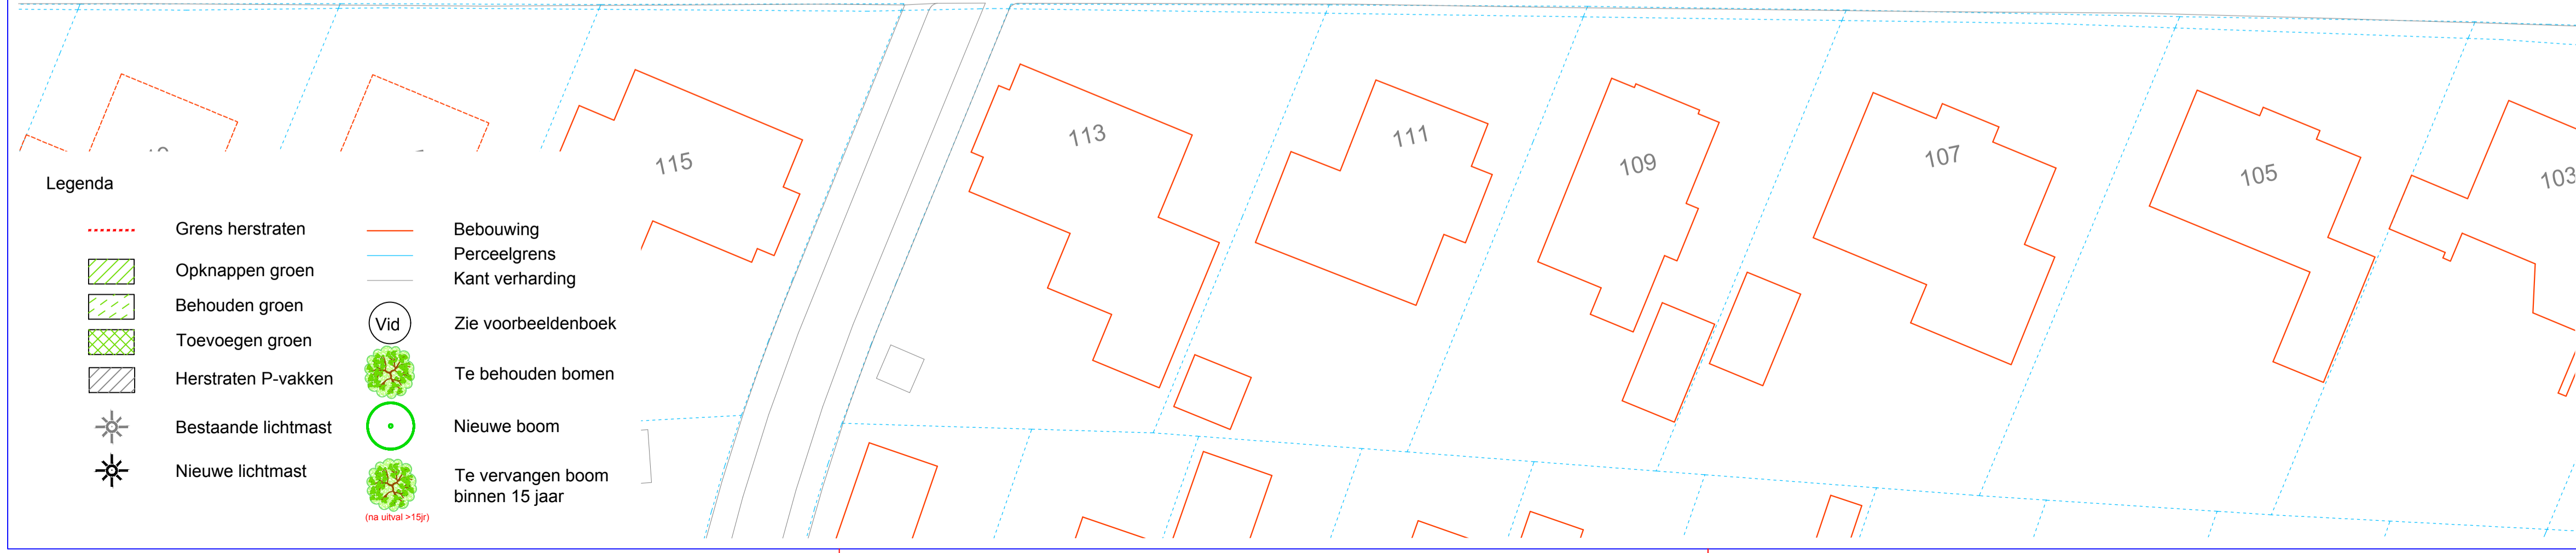 115
113
111
109
107
105
103
Legenda
Grens herstraten
Opknappen groen
Behouden groen
Toevoegen groen
Herstraten P-vakken
Bestaande lichtmast
Nieuwe lichtmast
Bebouwing
Perceelgrens
Kant verharding
Vid
Zie voorbeeldenboek
Te behouden bomen
Nieuwe boom
Te vervangen boom
binnen 15 jaar
(na uitval >15jr)